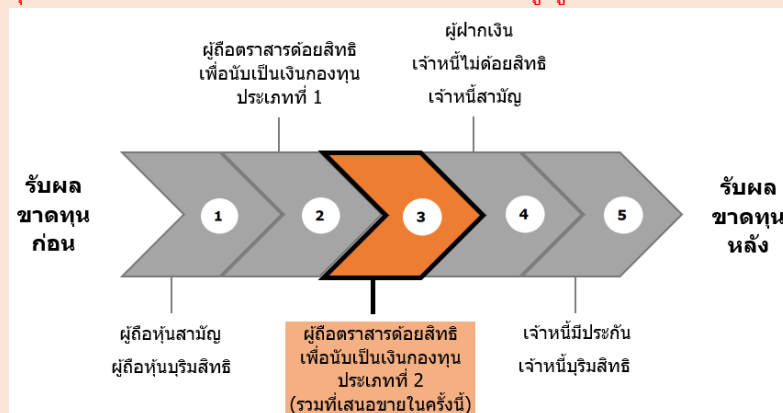 ผู้ถือตราสารด้อยสิทธิ
เพื่อนับเป็นเงินกองทุน
ประเภทที่ 1
ผู้ฝากเงิน
เจ้าหนี้ไม่ด้อยสิทธิ
เจ้าหนี้สามัญ
รับผล
ขาดทุน
ก่อน
1
2
3
4
5
รับผล
ขาดทุน
หลัง
ผู้ถือหุ้นสามัญ
ผู้ถือหุ้นบุริมสิทธิ
ผู้ถือตราสารด้อยสิทธิ
เพื่อนับเป็นเงินกองทุน
ประเภทที่ 2
(รวมที่เสนอขายในครั้งนี้)
เจ้าหนี้มีประกัน
เจ้าหนี้บุริมสิทธิ